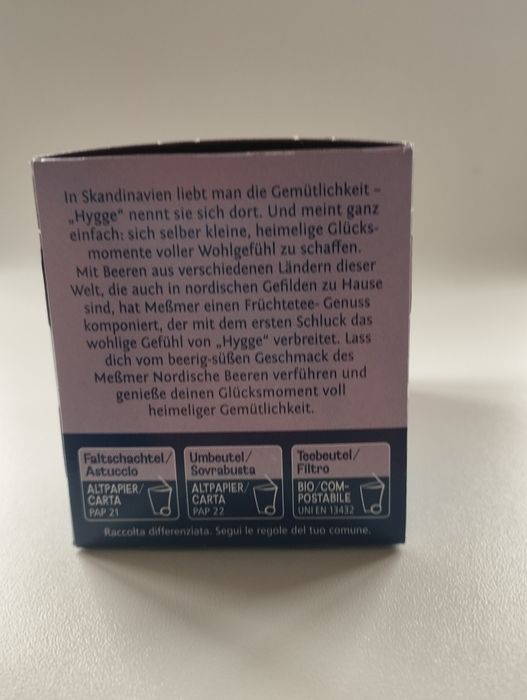 In Skandinavien liebt man die Gemütlichkeit –
„Hygge“ nennt sie sich dort. Und meint ganz
einfach: sich selber kleine, heimelige Glücks-
momente voller Wohlgefühl zu schaffen.
Mit Beeren aus verschiedenen Ländern dieser
Welt, die auch in nordischen Gefilden zu Hause
sind, hat Meßmer einen Früchtetee- Genuss
komponiert, der mit dem ersten Schluck das
wohlige Gefühl von „Hygge“ verbreitet. Lass
dich vom beerig-süßen Geschmack des
Meßmer Nordische Beeren verführen und
genieße deinen Glücksmoment voll
heimeliger Gemütlichkeit.
Faltschachtel/
Astuccio
ALTPAPIER/
CARTA
PAP 21
Umbeutel/
Sovrabusta
ALTPAPIER/
CARTA
PAP 22
Teebeutel/
Filtro
BIO/COM-
POSTABILE
UNI EN 13432
Raccolta differenziata. Segui le regole del tuo comune.